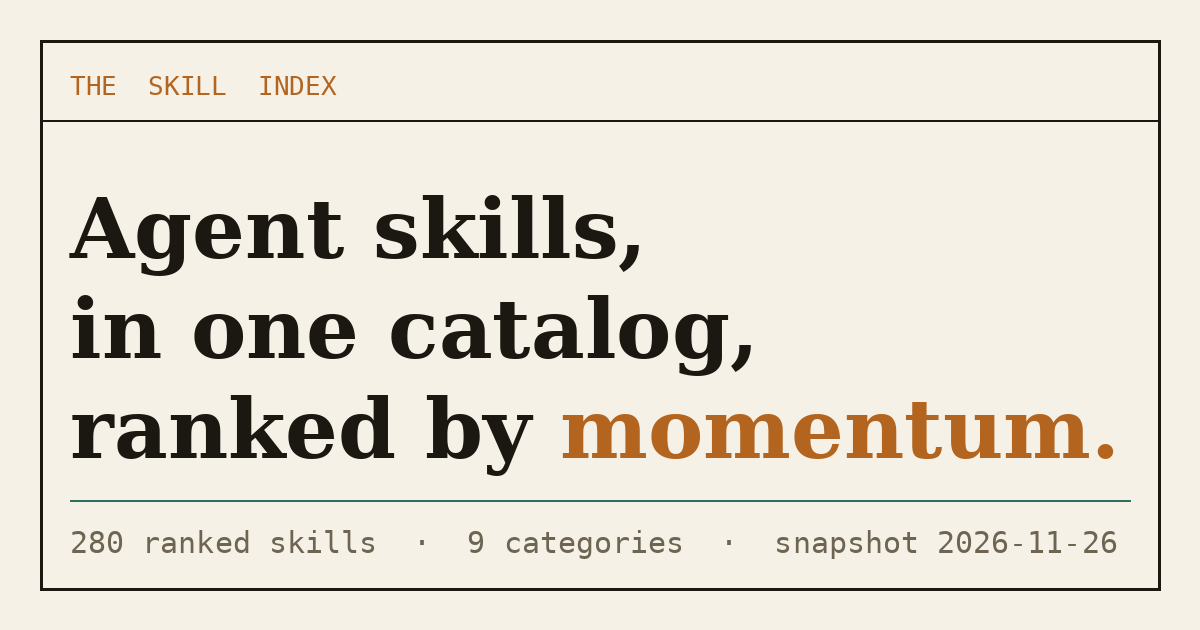 THE SKILL INDEX
Agent skills,
in one catalog,
ranked by momentum.
280 ranked skills · 9 categories · snapshot 2026-11-26